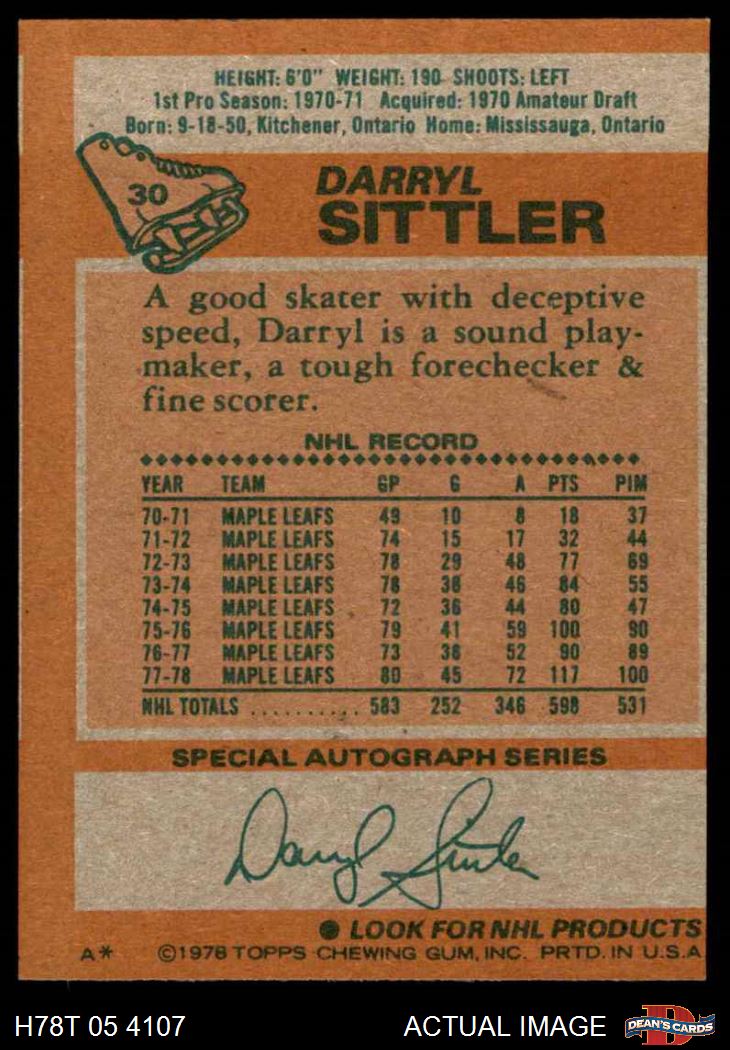 HEIGHT: 6'0" WEIGHT: 190 SHOOTS: LEFT
1st Pro Season: 1970-71 Acquired: 1970 Amateur Draft
Born: 9-18-50, Kitchener, Ontario Home: Mississauga, Ontario
30
DARRYL
SITTLER
A good skater with deceptive
speed, Darryl is a sound play-
maker, a tough forechecker &
fine scorer.
NHL RECORD
YEAR TEAM GP G A PTS PIM
70-71 MAPLE LEAFS 49 10 8 18 37
71-72 MAPLE LEAFS 74 15 17 32 44
72-73 MAPLE LEAFS 78 29 48 77 69
73-74 MAPLE LEAFS 78 38 46 84 55
74-75 MAPLE LEAFS 72 36 44 80 47
75-76 MAPLE LEAFS 79 41 59 100 90
76-77 MAPLE LEAFS 73 38 52 90 89
77-78 MAPLE LEAFS 80 45 72 117 100
NHL TOTALS .......... 583 252 346 598 531
SPECIAL AUTOGRAPH SERIES
Darryl Sittler
● LOOK FOR NHL PRODUCTS
A* ©1978 TOPPS CHEWING GUM, INC. PRTD. IN U.S.A
H78T 05 4107 ACTUAL IMAGE D DEAN'S CARDS